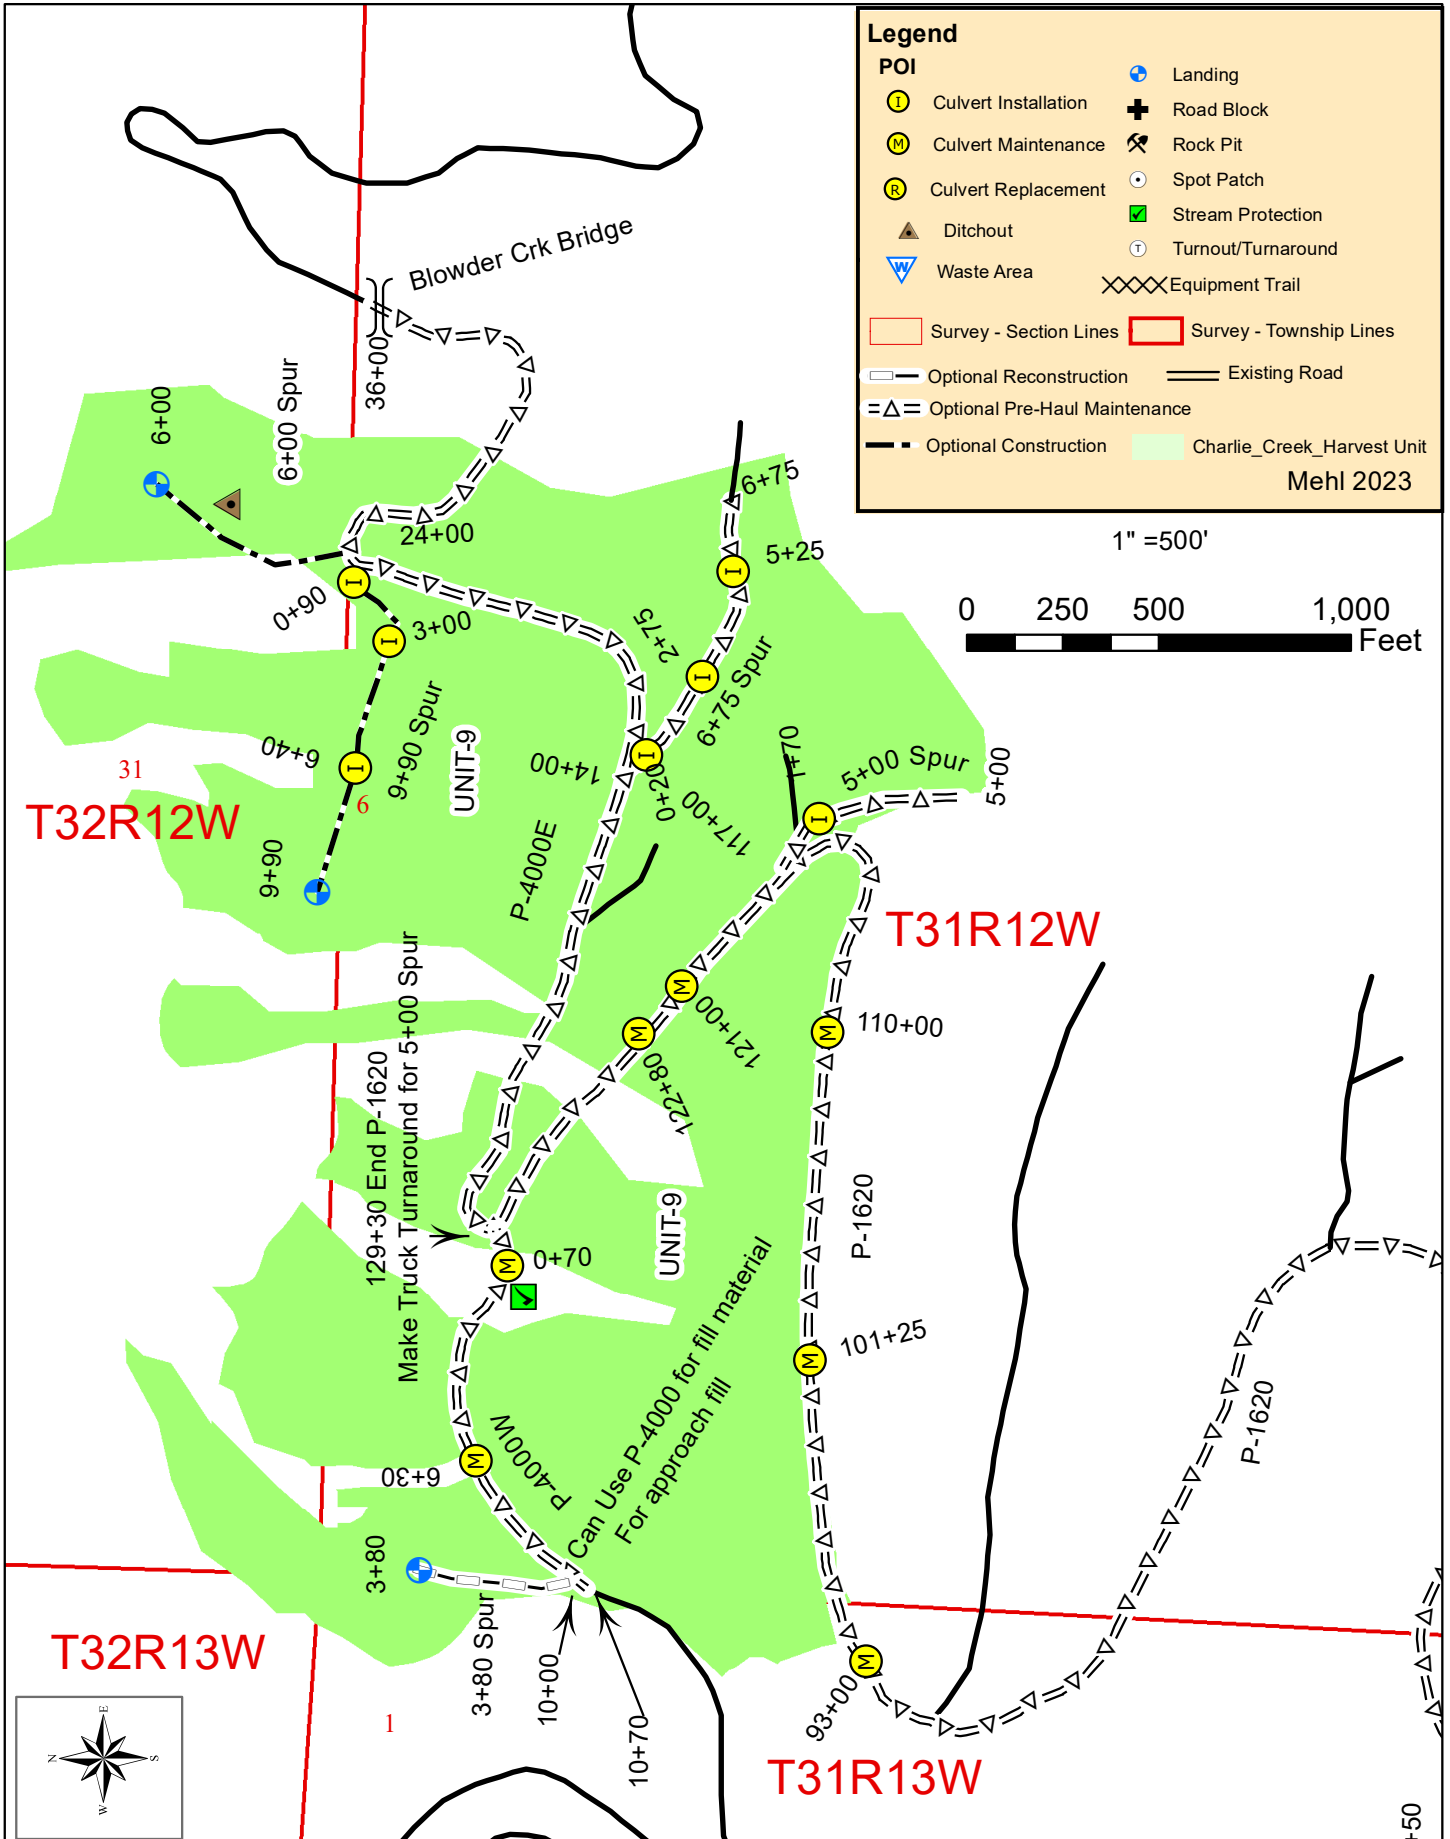 Legend
POI
I Culvert Installation
M Culvert Maintenance
R Culvert Replacement
Ditchout
W Waste Area
Landing
Road Block
Rock Pit
Spot Patch
Stream Protection
T Turnout/Turnaround
Equipment Trail
Survey - Section Lines
Survey - Township Lines
Optional Reconstruction
Existing Road
Optional Pre-Haul Maintenance
Optional Construction
Charlie_Creek_Harvest Unit
Mehl 2023
1" =500'
0 250 500 1,000
Feet
Blowder Crk Bridge
36+00
6+00
6+00 Spur
24+00
6+75
5+25
I
I
0+90
I
3+00
2+75
I
6+75 Spur
9+90 Spur
UNIT-9
6+40
I
14+00
I
0+20
1+70
5+00 Spur
5+00
I
117+00
31
6
T32R12W
9+90
P-4000E
T31R12W
M
121+00
M
122+80
M
110+00
129+30 End P-1620
Make Truck Turnaround for 5+00 Spur
M
0+70
UNIT-9
P-1620
M
101+25
Can Use P-4000 for fill material
For approach fill
P-4000W
M
6+30
P-1620
3+80
3+80 Spur
10+00
10+70
M
93+00
T32R13W
1
T31R13W
N
E
S
W
+50